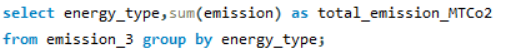 select energy_type,sum(emission) as total_emission_MTCo2
from emission_3 group by energy_type;